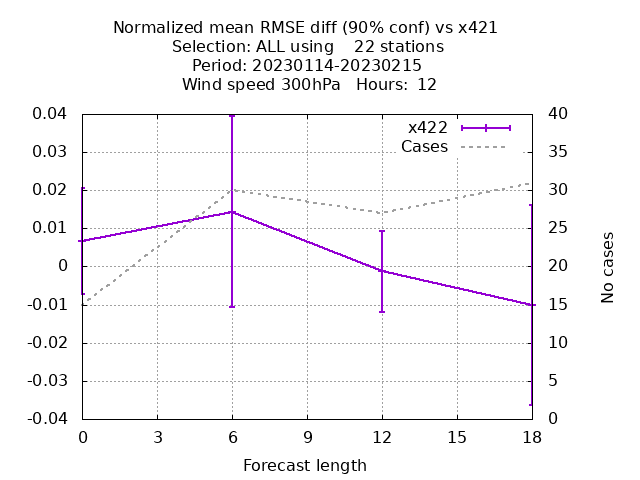 Normalized mean RMSE diff (90% conf) vs x421
Selection: ALL using    22 stations
Period: 20230114-20230215
Wind speed 300hPa   Hours:  12
x422
Cases
0.04
0.03
0.02
0.01
0
-0.01
-0.02
-0.03
-0.04
40
35
30
25
20
15
10
5
0
No cases
0 3 6 9 12 15 18
Forecast length